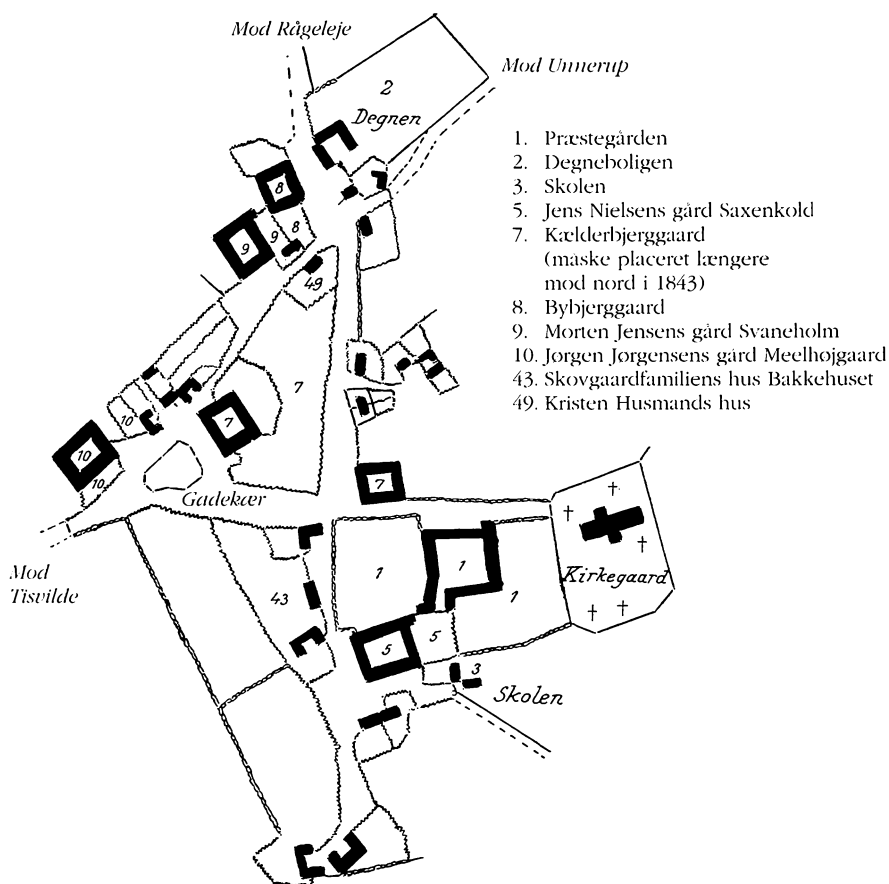 Mod Rågeleje
Mod Unnerup
2
Degnen
1. Præstegården
2. Degneboligen
3. Skolen
5. Jens Nielsens gård Saxenkold
7. Kælderbjerggaard
(måske placeret længere
mod nord i 1843)
8. Bybjerggaard
9. Morten Jensens gård Svaneholm
10. Jørgen Jørgensens gård Meelhøjgaard
43. Skovgaardfamiliens hus Bakkehuset
49. Kristen Husmands hus
8
9
9
8
49
7
10
7
10
10
7
Gadekær
Mod
Tisvilde
43
1
1
1
Kirkegaard
5
5
3
Skolen